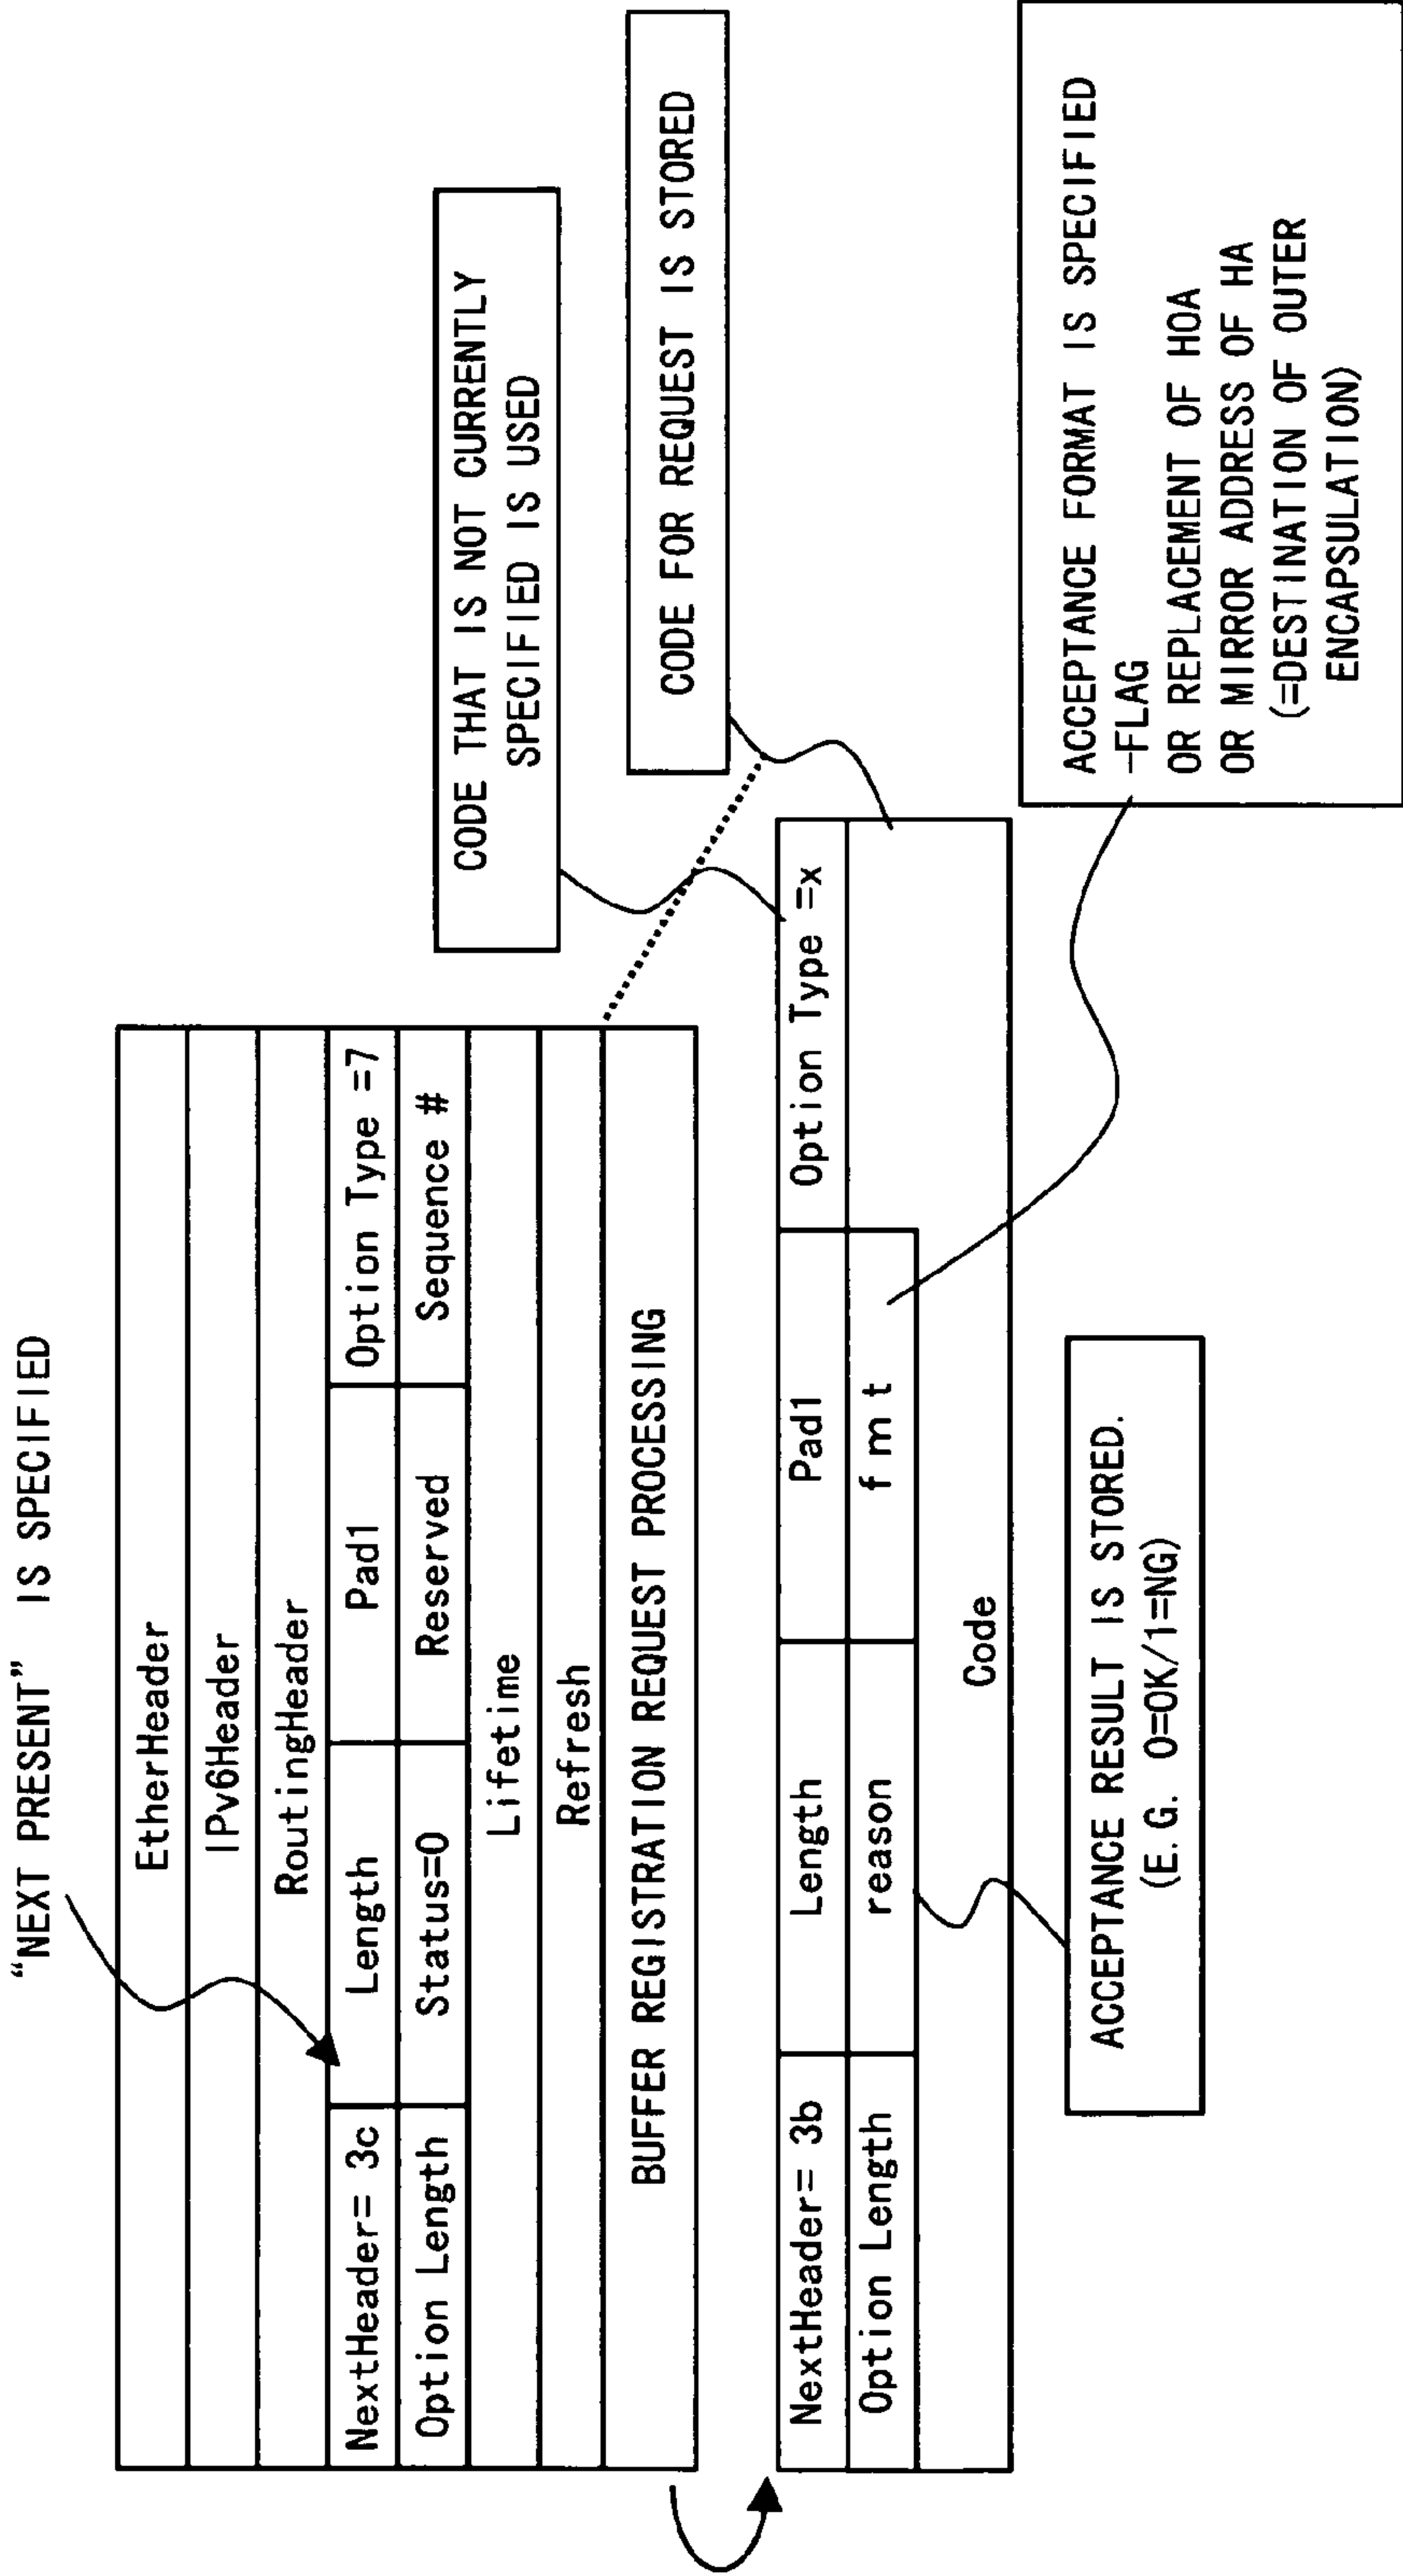 “NEXT PRESENT” IS SPECIFIED
EtherHeader
IPv6Header
RoutingHeader
NextHeader= 3c
Length
Pad1
Option Type =7
Option Length
Status=0
Reserved
Sequence #
Lifetime
Refresh
BUFFER REGISTRATION REQUEST PROCESSING
CODE THAT IS NOT CURRENTLY
SPECIFIED IS USED
CODE FOR REQUEST IS STORED
NextHeader= 3b
Length
Pad1
Option Type =x
Option Length
reason
fmt
Code
ACCEPTANCE RESULT IS STORED.
(E.G. 0=OK/1=NG)
ACCEPTANCE FORMAT IS SPECIFIED
—FLAG
OR REPLACEMENT OF HOA
OR MIRROR ADDRESS OF HA
(=DESTINATION OF OUTER
ENCAPSULATION)